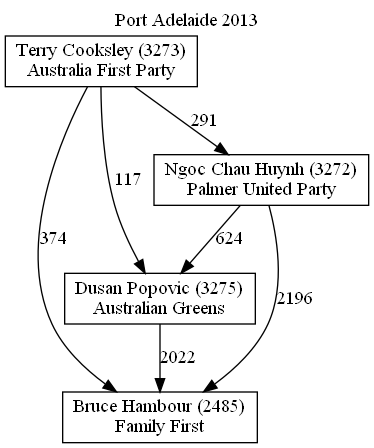 Port Adelaide 2013
Terry Cooksley (3273)
Australia First Party
291
Ngoc Chau Huynh (3272)
Palmer United Party
117
374
624
2196
Dusan Popovic (3275)
Australian Greens
2022
Bruce Hambour (2485)
Family First